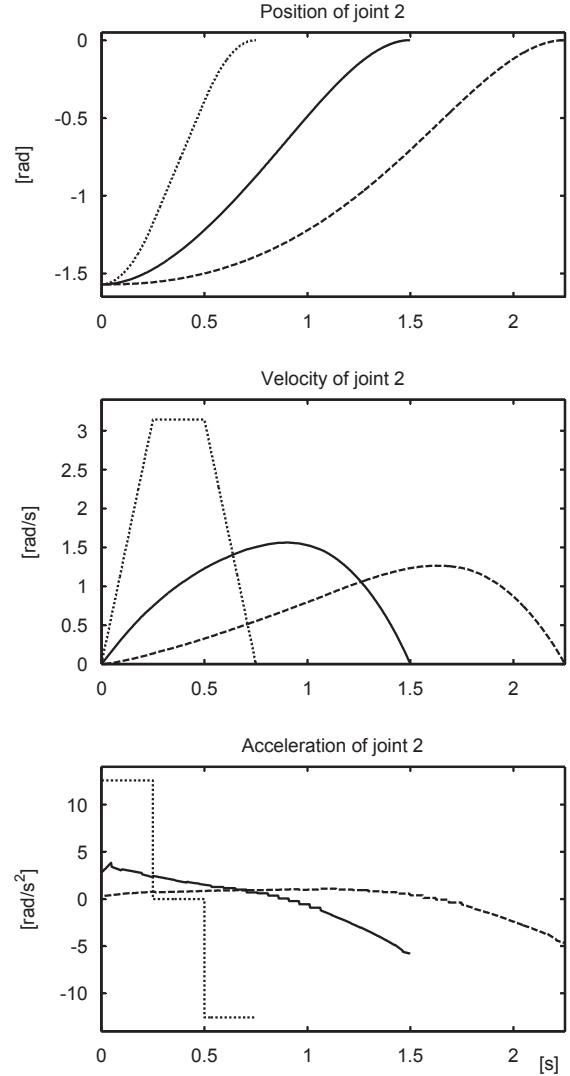 Position of joint 2
0
-0.5
-1
-1.5
[rad]
0 0.5 1 1.5 2
Velocity of joint 2
3
2.5
2
1.5
1
0.5
0
[rad/s]
0 0.5 1 1.5 2
Acceleration of joint 2
10
5
0
-5
-10
[rad/s²]
0 0.5 1 1.5 2 [s]